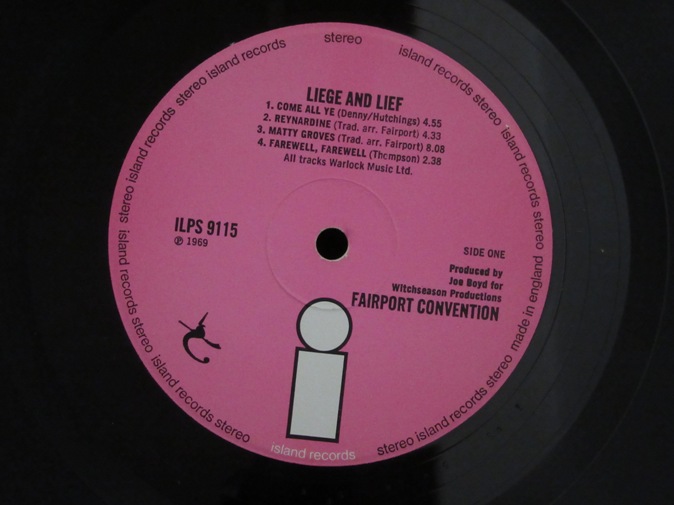 stereo island records stereo island records stereo island records stereo island records stereo island records made in england stereo island records stereo island records
LIEGE AND LIEF
1. COME ALL YE (Denny/Hutchings) 4.55
2. REYNARDINE (Trad. arr. Fairport) 4.33
3. MATTY GROVES (Trad. arr. Fairport) 8.08
4. FAREWELL, FAREWELL (Thompson) 2.38
All tracks Warlock Music Ltd.
ILPS 9115
℗ 1969
SIDE ONE
Produced by
Joe Boyd for
Witchseason Productions
FAIRPORT CONVENTION
i
island records